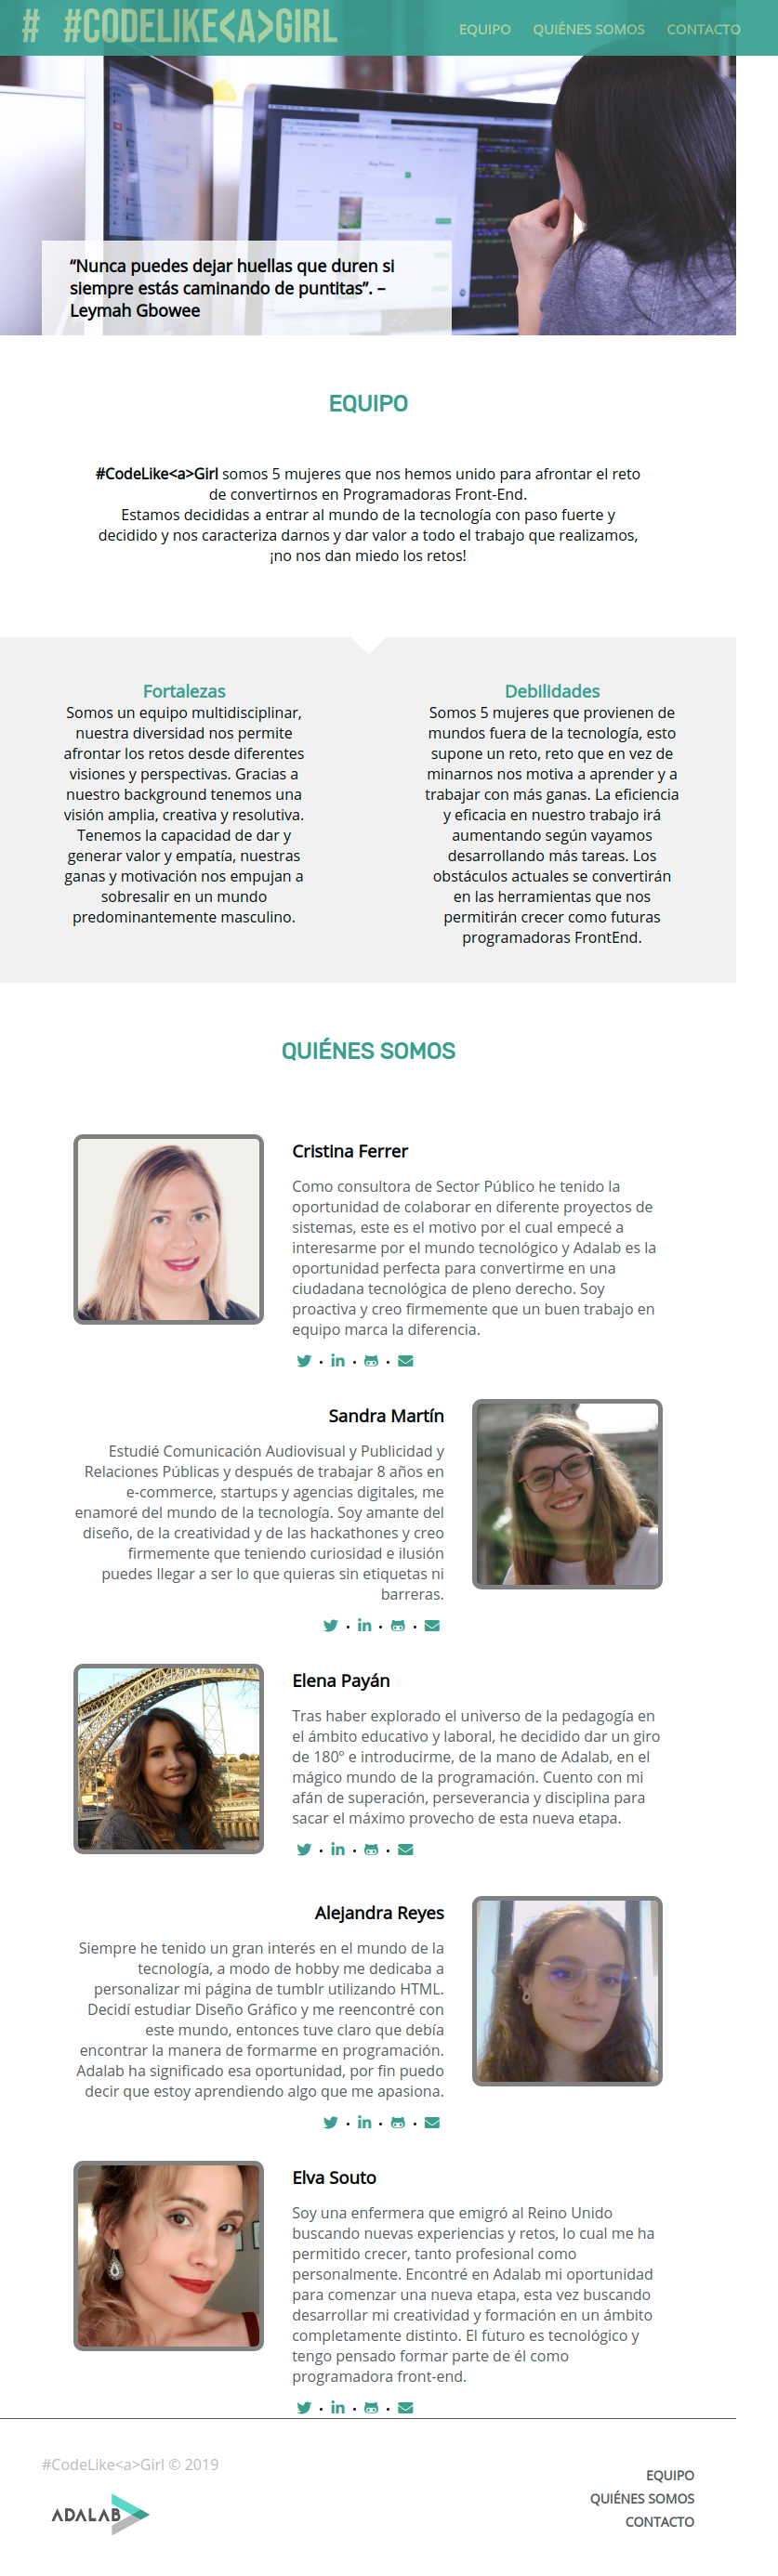 # #CODELIKE<A>GIRL
EQUIPO QUIÉNES SOMOS CONTACTO
“Nunca puedes dejar huellas que duren si
siempre estás caminando de puntitas”. –
Leymah Gbowee
EQUIPO
#CodeLike<a>Girl somos 5 mujeres que nos hemos unido para afrontar el reto
de convertirnos en Programadoras Front-End.
Estamos decididas a entrar al mundo de la tecnología con paso fuerte y
decidido y nos caracteriza darnos y dar valor a todo el trabajo que realizamos,
¡no nos dan miedo los retos!
Fortalezas
Somos un equipo multidisciplinar,
nuestra diversidad nos permite
afrontar los retos desde diferentes
visiones y perspectivas. Gracias a
nuestro background tenemos una
visión amplia, creativa y resolutiva.
Tenemos la capacidad de dar y
generar valor y empatía, nuestras
ganas y motivación nos empujan a
sobresalir en un mundo
predominantemente masculino.
Debilidades
Somos 5 mujeres que provienen de
mundos fuera de la tecnología, esto
supone un reto, reto que en vez de
minarnos nos motiva a aprender y a
trabajar con más ganas. La eficiencia
y eficacia en nuestro trabajo irá
aumentando según vayamos
desarrollando más tareas. Los
obstáculos actuales se convertirán
en las herramientas que nos
permitirán crecer como futuras
programadoras FrontEnd.
QUIÉNES SOMOS
Cristina Ferrer
Como consultora de Sector Público he tenido la
oportunidad de colaborar en diferente proyectos de
sistemas, este es el motivo por el cual empecé a
interesarme por el mundo tecnológico y Adalab es la
oportunidad perfecta para convertirme en una
ciudadana tecnológica de pleno derecho. Soy
proactiva y creo firmemente que un buen trabajo en
equipo marca la diferencia.
Sandra Martín
Estudié Comunicación Audiovisual y Publicidad y
Relaciones Públicas y después de trabajar 8 años en
e-commerce, startups y agencias digitales, me
enamoré del mundo de la tecnología. Soy amante del
diseño, de la creatividad y de las hackathones y creo
firmemente que teniendo curiosidad e ilusión
puedes llegar a ser lo que quieras sin etiquetas ni
barreras.
Elena Payán
Tras haber explorado el universo de la pedagogía en
el ámbito educativo y laboral, he decidido dar un giro
de 180º e introducirme, de la mano de Adalab, en el
mágico mundo de la programación. Cuento con mi
afán de superación, perseverancia y disciplina para
sacar el máximo provecho de esta nueva etapa.
Alejandra Reyes
Siempre he tenido un gran interés en el mundo de la
tecnología, a modo de hobby me dedicaba a
personalizar mi página de tumblr utilizando HTML.
Decidí estudiar Diseño Gráfico y me reencontré con
este mundo, entonces tuve claro que debía
encontrar la manera de formarme en programación.
Adalab ha significado esa oportunidad, por fin puedo
decir que estoy aprendiendo algo que me apasiona.
Elva Souto
Soy una enfermera que emigró al Reino Unido
buscando nuevas experiencias y retos, lo cual me ha
permitido crecer, tanto profesional como
personalmente. Encontré en Adalab mi oportunidad
para comenzar una nueva etapa, esta vez buscando
desarrollar mi creatividad y formación en un ámbito
completamente distinto. El futuro es tecnológico y
tengo pensado formar parte de él como
programadora front-end.
#CodeLike<a>Girl © 2019
ADALAB
EQUIPO
QUIÉNES SOMOS
CONTACTO